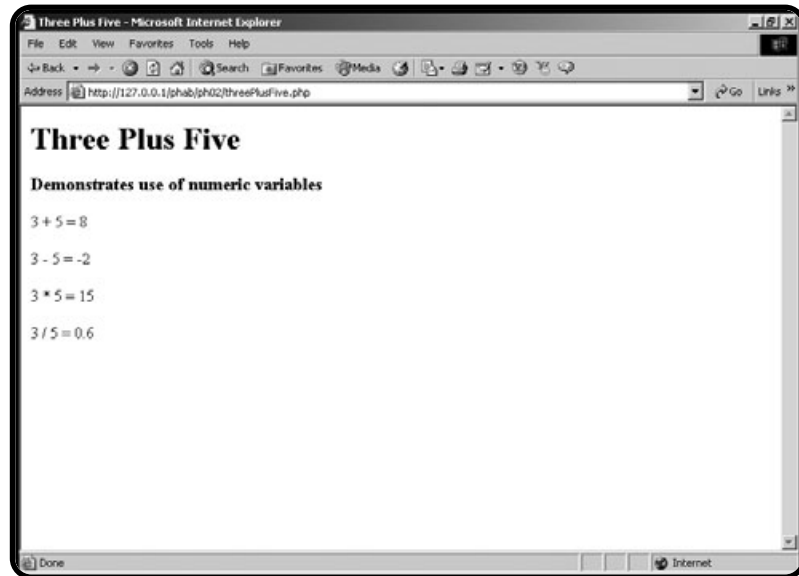 Three Plus Five - Microsoft Internet Explorer
File Edit View Favorites Tools Help
Back Search Favorites Media
Address http://127.0.0.1/phab/ph02/threePlusFive.php Go Links »
Three Plus Five
Demonstrates use of numeric variables
3 + 5 = 8
3 - 5 = -2
3 * 5 = 15
3 / 5 = 0.6
Done Internet